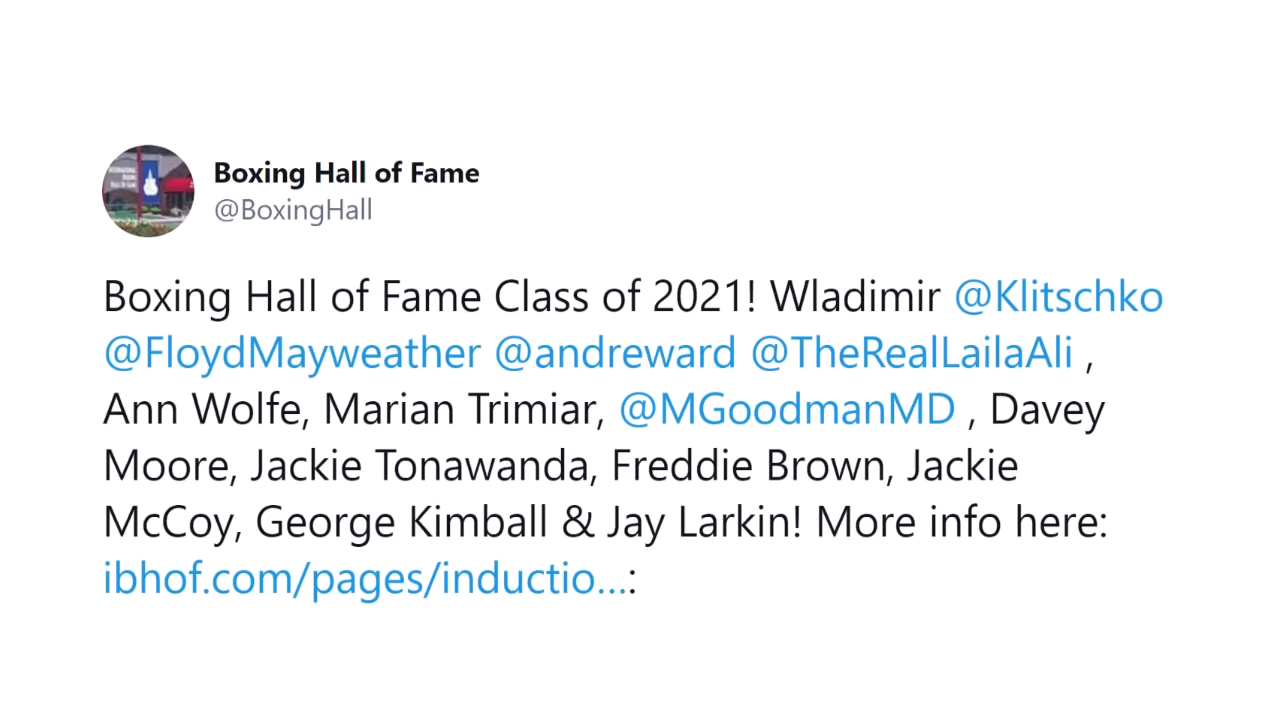 Boxing Hall of Fame
@BoxingHall
Boxing Hall of Fame Class of 2021! Wladimir @Klitschko
@FloydMayweather @andreward @TheRealLailaAli ,
Ann Wolfe, Marian Trimiar, @MGoodmanMD , Davey
Moore, Jackie Tonawanda, Freddie Brown, Jackie
McCoy, George Kimball & Jay Larkin! More info here:
ibhof.com/pages/inductio...: